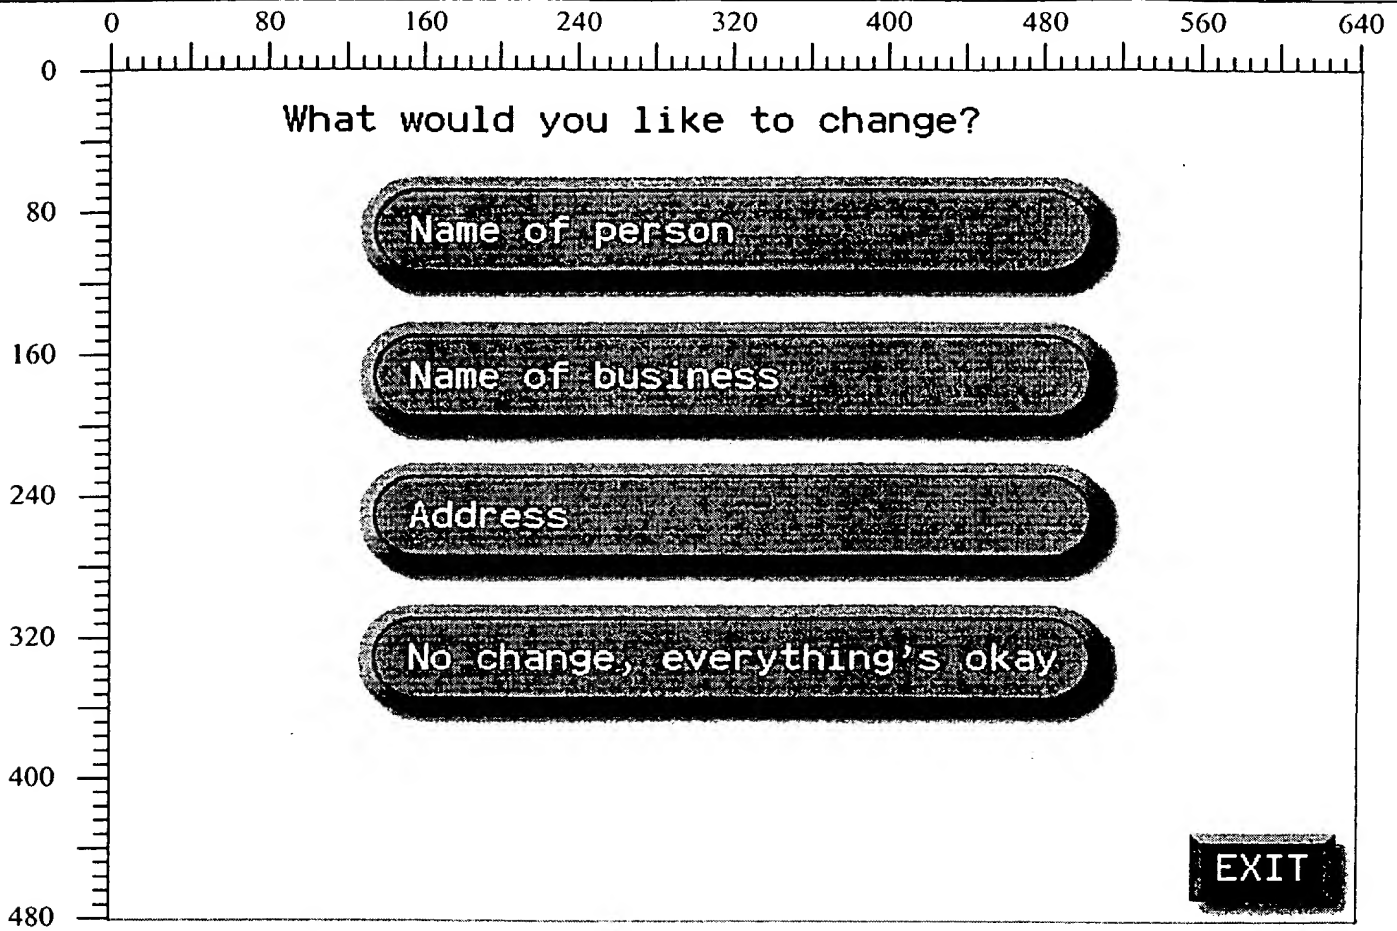 0 80 160 240 320 400 480 560 640
0
What would you like to change?
80
Name of person
160
Name of business
240
Address
320
No change, everything's okay
400
EXIT
480